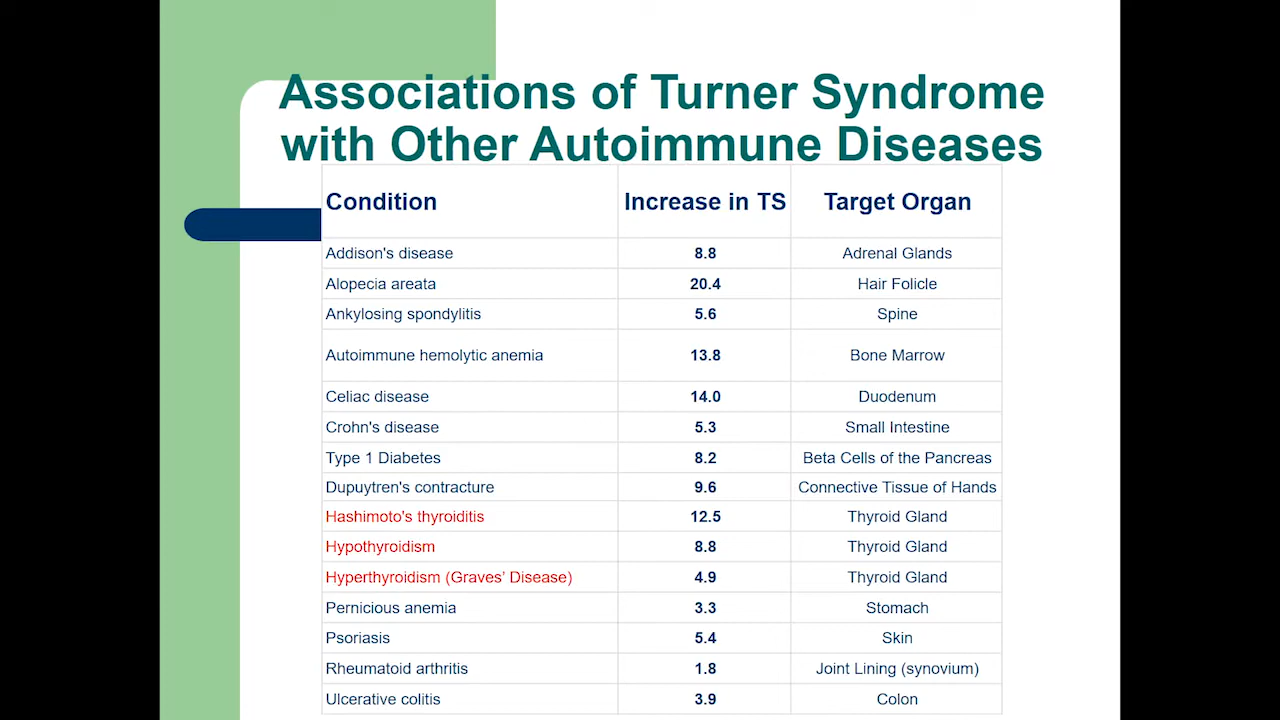 Associations of Turner Syndrome
with Other Autoimmune Diseases
Condition Increase in TS Target Organ
Addison's disease 8.8 Adrenal Glands
Alopecia areata 20.4 Hair Folicle
Ankylosing spondylitis 5.6 Spine
Autoimmune hemolytic anemia 13.8 Bone Marrow
Celiac disease 14.0 Duodenum
Crohn's disease 5.3 Small Intestine
Type 1 Diabetes 8.2 Beta Cells of the Pancreas
Dupuytren's contracture 9.6 Connective Tissue of Hands
Hashimoto's thyroiditis 12.5 Thyroid Gland
Hypothyroidism 8.8 Thyroid Gland
Hyperthyroidism (Graves’ Disease) 4.9 Thyroid Gland
Pernicious anemia 3.3 Stomach
Psoriasis 5.4 Skin
Rheumatoid arthritis 1.8 Joint Lining (synovium)
Ulcerative colitis 3.9 Colon